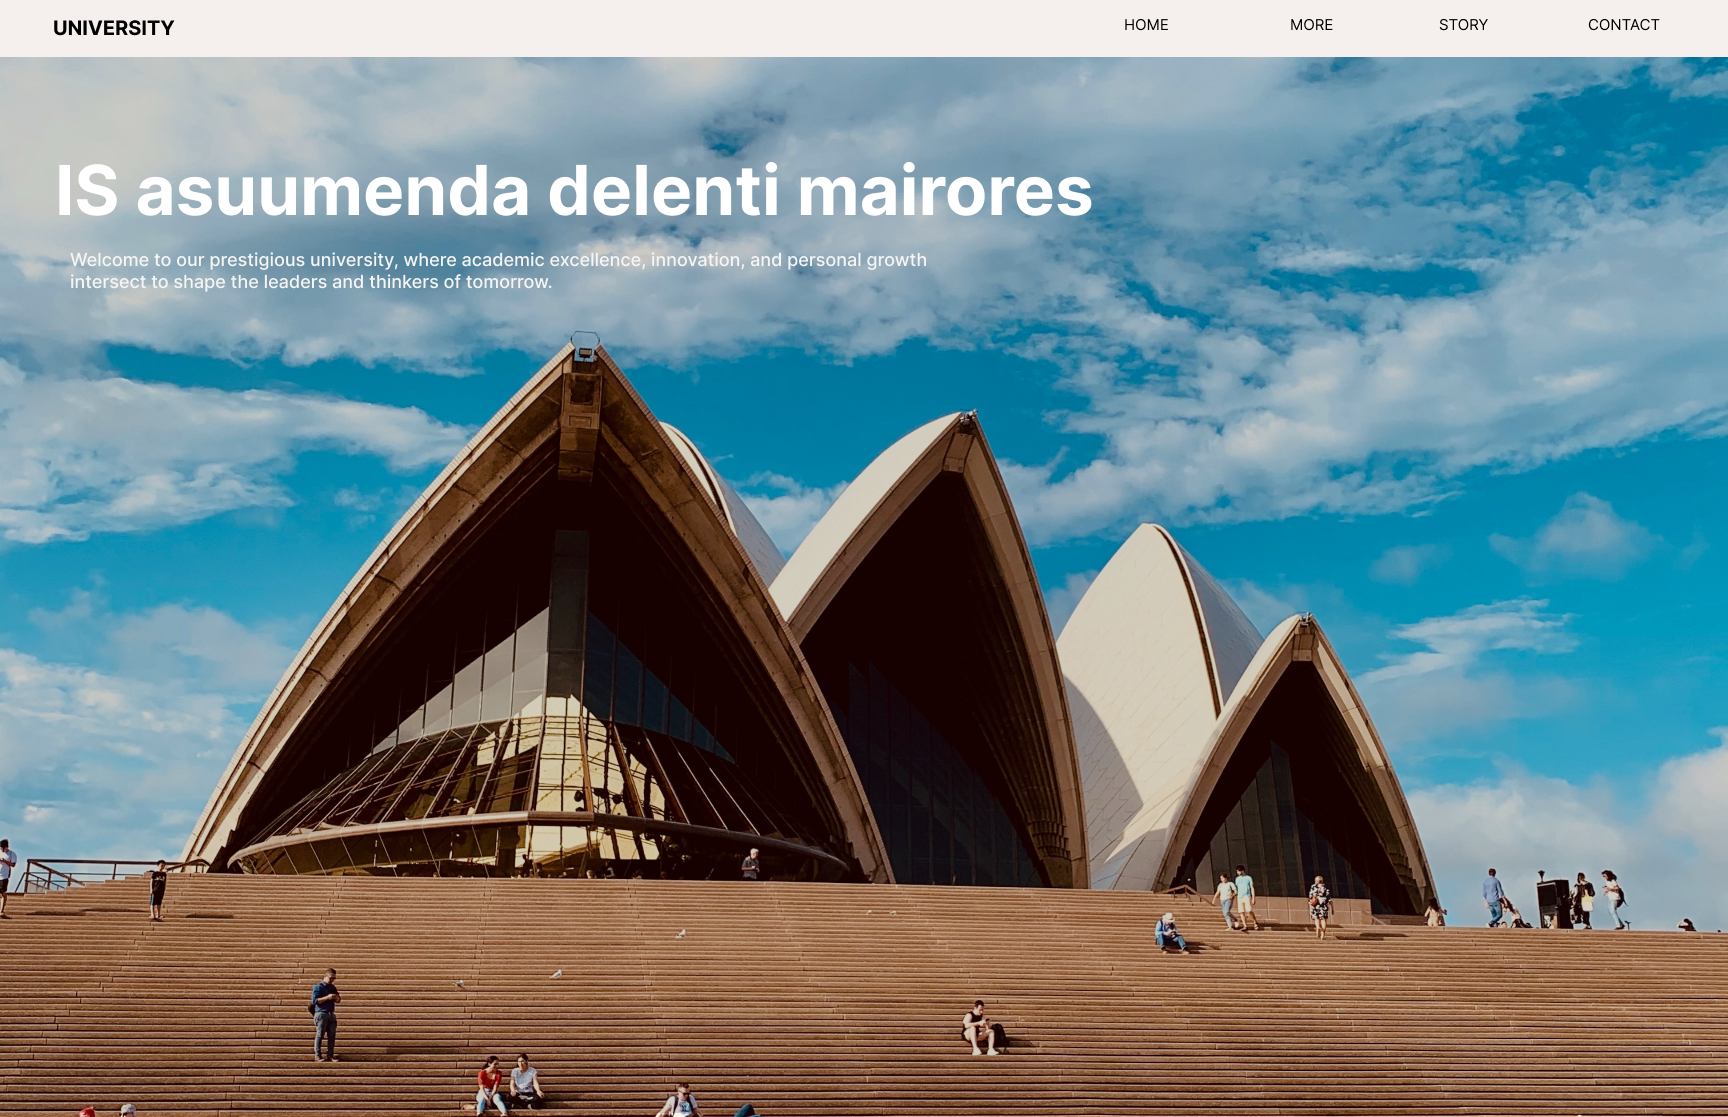 UNIVERSITY
HOME MORE STORY CONTACT
IS asuumenda delenti mairores
Welcome to our prestigious university, where academic excellence, innovation, and personal growth
intersect to shape the leaders and thinkers of tomorrow.